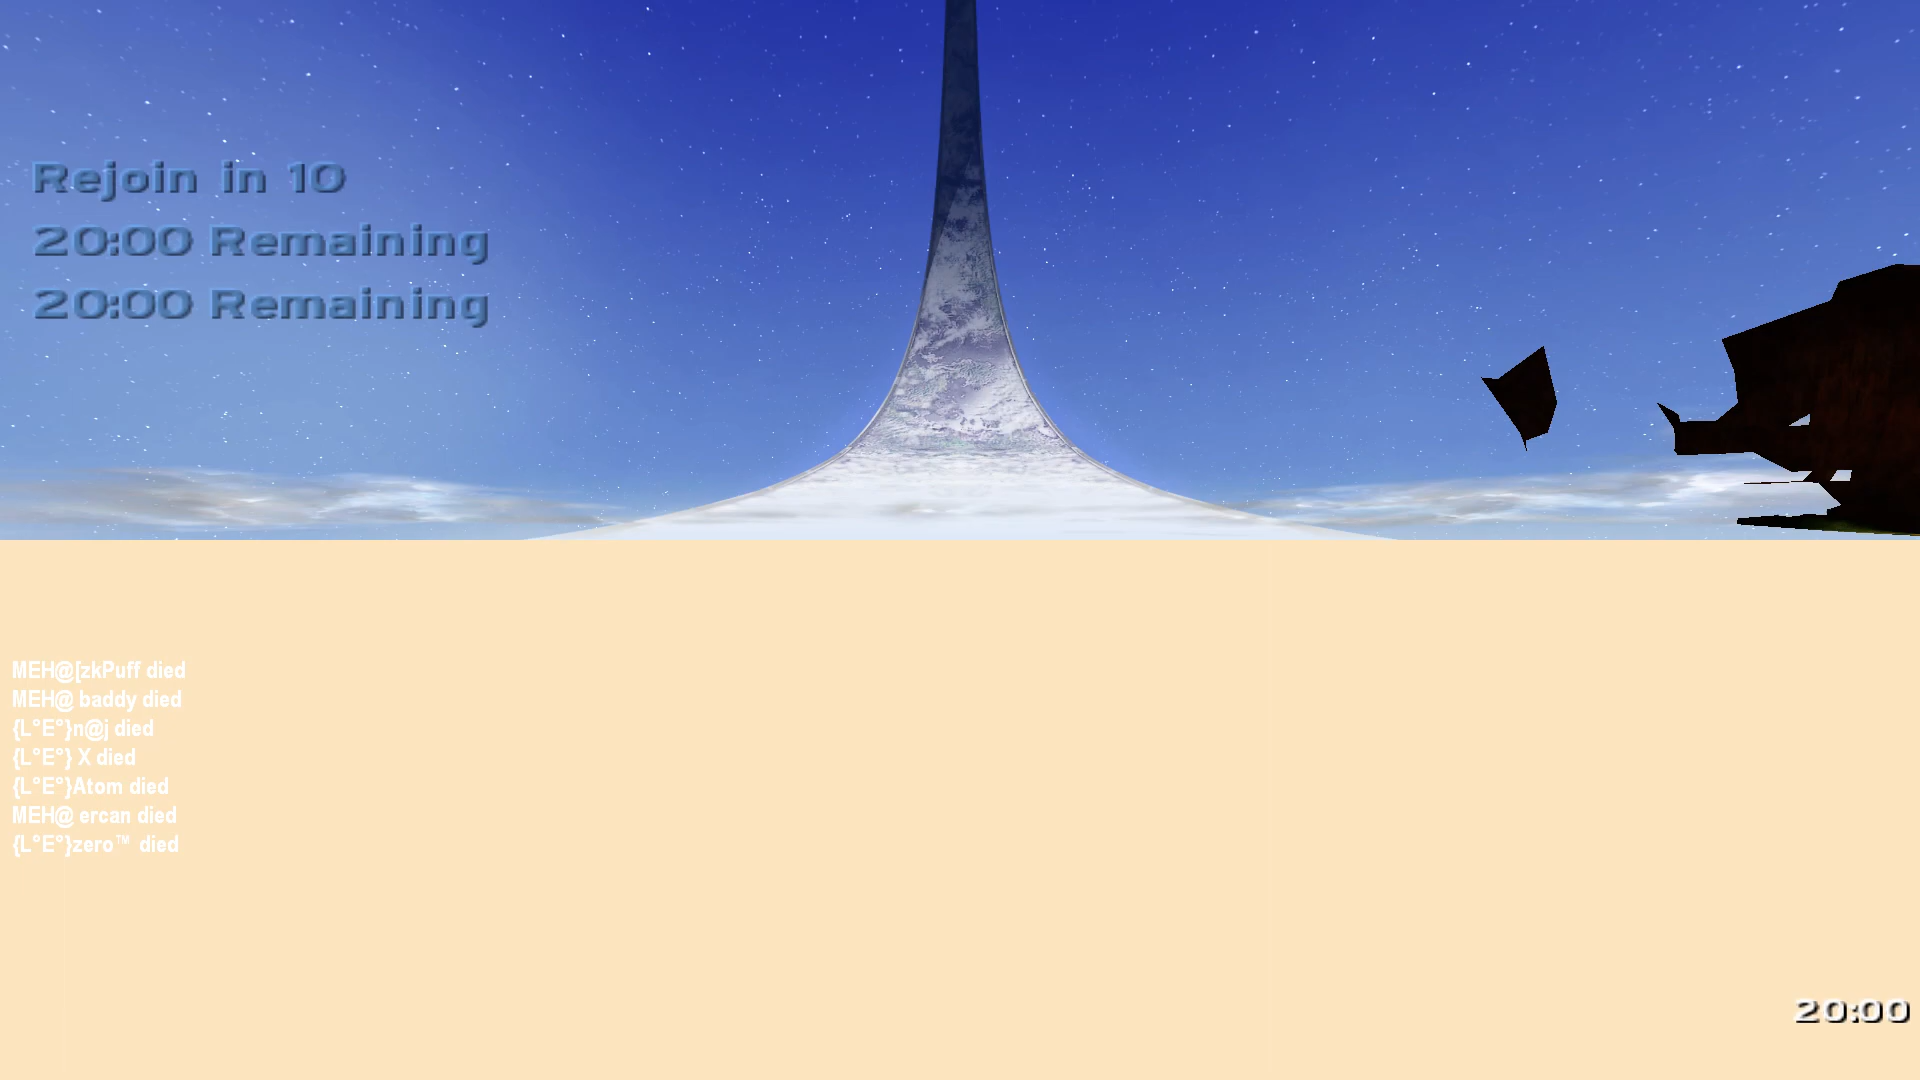 Rejoin in 10
20:00 Remaining
20:00 Remaining
MEH@[zkPuff died
MEH@ baddy died
{L°E°}n@j died
{L°E°} X died
{L°E°}Atom died
MEH@ ercan died
{L°E°}zero™ died
20:00